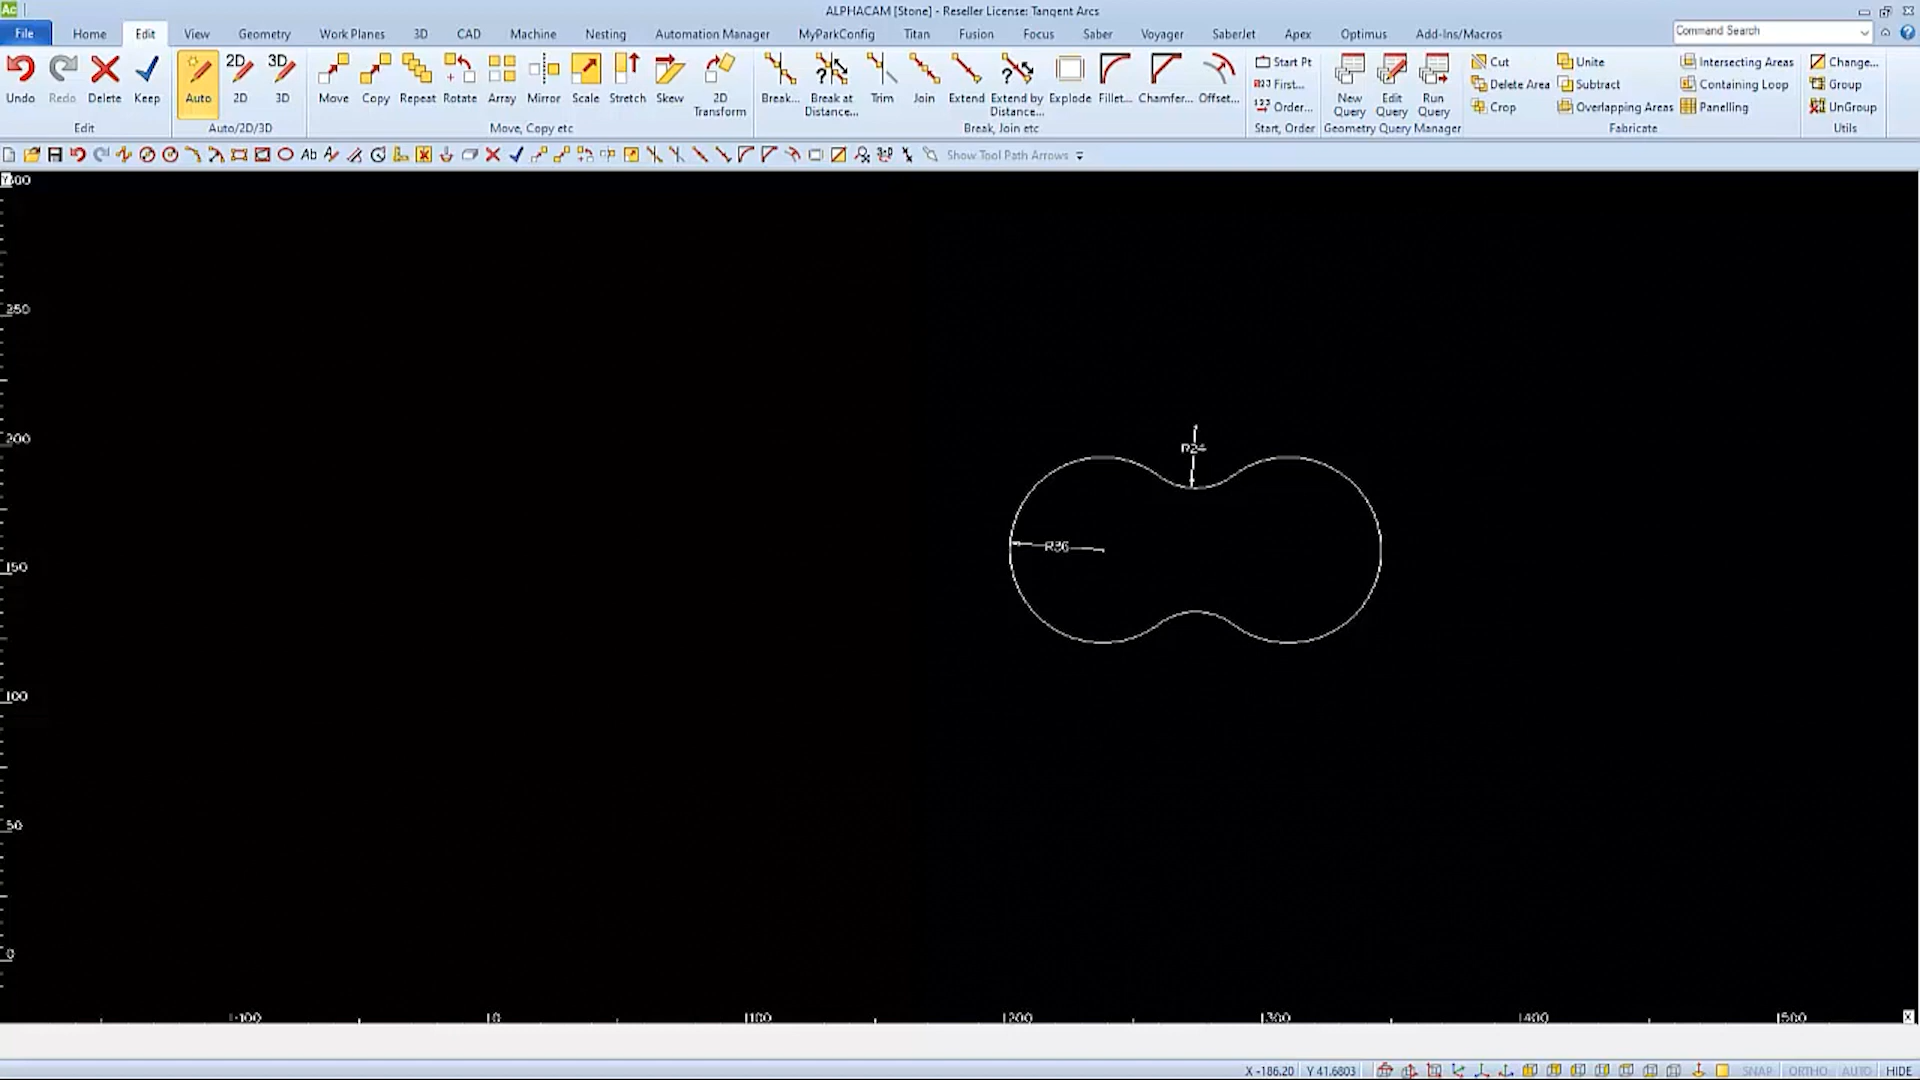 ALPHACAM [Stone] - Reseller License: Tangent Arcs
File Home Edit View Geometry Work Planes 3D CAD Machine Nesting Automation Manager MyParkConfig Titan Fusion Focus Saber Voyager SaberJet Apex Optimus Add-Ins/Macros Command Search
Undo Redo Delete Keep
Edit
Auto 2D 3D
Auto/2D/3D
Move Copy Repeat Rotate Array Mirror Scale Stretch Skew 2D Transform
Move, Copy etc
Break... Break at Distance... Trim Join Extend Extend by Distance... Explode Fillet... Chamfer... Offset...
Break, Join etc
Start Pt
123 First...
123 Order...
Start, Order
New Query Edit Query Run Query
Geometry Query Manager
Cut Unite Intersecting Areas
Delete Area Subtract Containing Loop
Crop Overlapping Areas Panelling
Fabricate
Change...
Group
UnGroup
Utils
Show Tool Path Arrows
250
200
150
100
50
0
R24
R36
-100 0 100 200 300 400 500
X
X -186.20 Y 41.6803 SNAP ORTHO AUTO HIDE